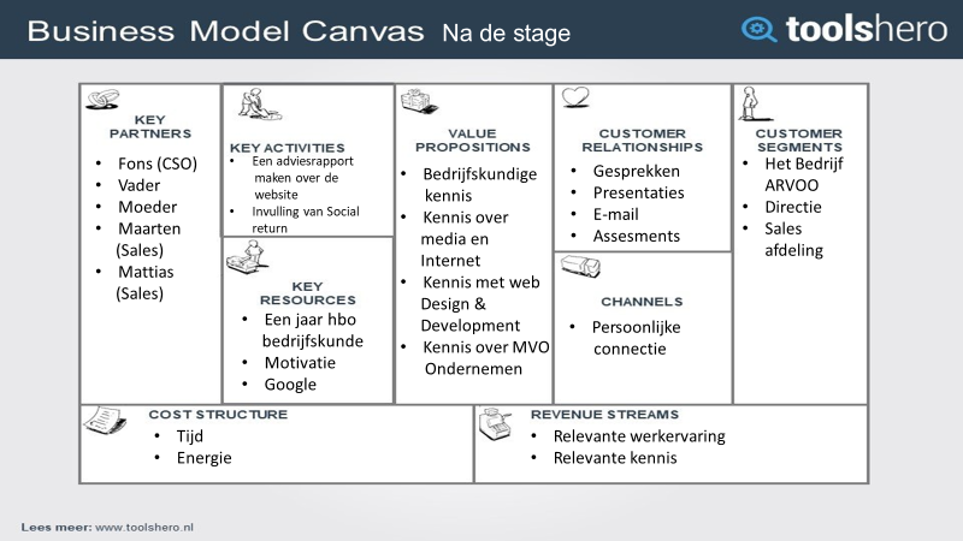 Business Model Canvas Na de stage
toolshero
KEY
PARTNERS
• Fons (CSO)
• Vader
• Moeder
• Maarten
(Sales)
• Mattias
(Sales)
KEY ACTIVITIES
• Een adviesrapport
maken over de
website
• Invulling van Social
return
KEY
RESOURCES
• Een jaar hbo
bedrijfskunde
• Motivatie
• Google
VALUE
PROPOSITIONS
• Bedrijfskundige
kennis
• Kennis over
media en
Internet
• Kennis met web
Design &
Development
• Kennis over MVO
Ondernemen
CUSTOMER
RELATIONSHIPS
• Gesprekken
• Presentaties
• E-mail
• Assesments
CHANNELS
• Persoonlijke
connectie
CUSTOMER
SEGMENTS
• Het Bedrijf
ARVOO
• Directie
• Sales
afdeling
COST STRUCTURE
• Tijd
• Energie
REVENUE STREAMS
• Relevante werkervaring
• Relevante kennis
Lees meer: www.toolshero.nl